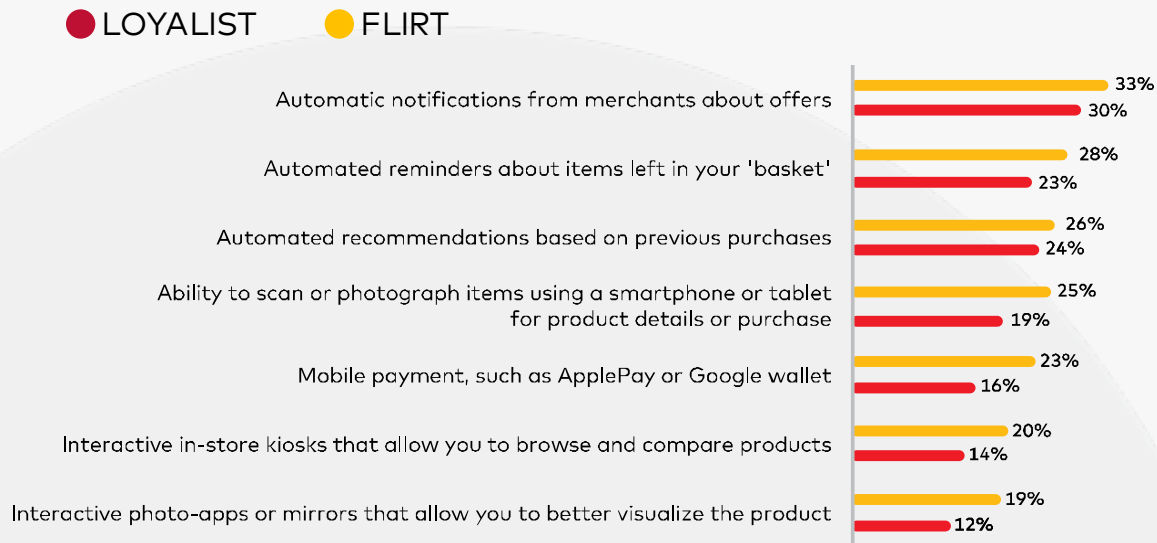 LOYALIST FLIRT
Automatic notifications from merchants about offers 33%
30%
Automated reminders about items left in your 'basket' 28%
23%
Automated recommendations based on previous purchases 26%
24%
Ability to scan or photograph items using a smartphone or tablet 25%
for product details or purchase 19%
Mobile payment, such as ApplePay or Google wallet 23%
16%
Interactive in-store kiosks that allow you to browse and compare products 20%
14%
Interactive photo-apps or mirrors that allow you to better visualize the product 19%
12%